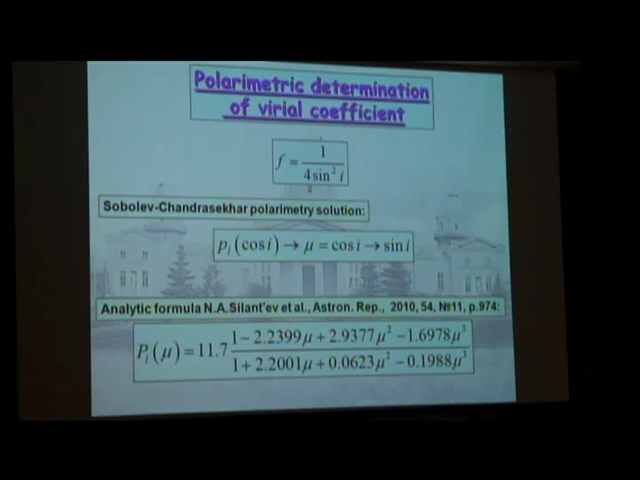 Polarimetric determination
of virial coefficient
f = 1 / 4 sin² i
Sobolev-Chandrasekhar polarimetry solution:
p_l (cos i) → μ = cos i → sin i
Analytic formula N.A.Silant'ev et al., Astron. Rep., 2010, 54, №11, p.974:
P_l (μ) = 11.7 (1 − 2.2399μ + 2.9377μ² − 1.6978μ³) / (1 + 2.2001μ + 0.0623μ² − 0.1988μ³)